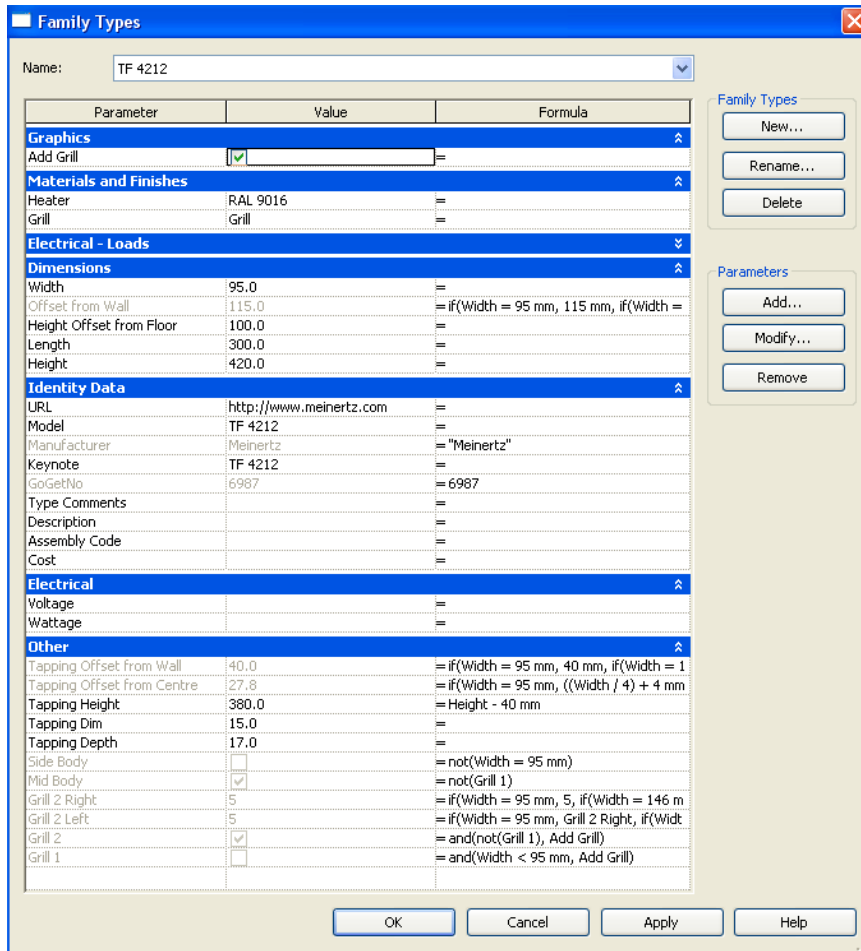 Family Types
Name: TF 4212
Parameter Value Formula
Graphics
Add Grill =
Materials and Finishes
Heater RAL 9016 =
Grill Grill =
Electrical - Loads
Dimensions
Width 95.0 =
Offset from Wall 115.0 = if(Width = 95 mm, 115 mm, if(Width =
Height Offset from Floor 100.0 =
Length 300.0 =
Height 420.0 =
Identity Data
URL http://www.meinertz.com =
Model TF 4212 =
Manufacturer Meinertz = "Meinertz"
Keynote TF 4212 =
GoGetNo 6987 = 6987
Type Comments =
Description =
Assembly Code =
Cost =
Electrical
Voltage =
Wattage =
Other
Tapping Offset from Wall 40.0 = if(Width = 95 mm, 40 mm, if(Width = 1
Tapping Offset from Centre 27.8 = if(Width = 95 mm, ((Width / 4) + 4 mm
Tapping Height 380.0 = Height - 40 mm
Tapping Dim 15.0 =
Tapping Depth 17.0 =
Side Body = not(Width = 95 mm)
Mid Body = not(Grill 1)
Grill 2 Right 5 = if(Width = 95 mm, 5, if(Width = 146 m
Grill 2 Left 5 = if(Width = 95 mm, Grill 2 Right, if(Widt
Grill 2 = and(not(Grill 1), Add Grill)
Grill 1 = and(Width < 95 mm, Add Grill)
Family Types
New...
Rename...
Delete
Parameters
Add...
Modify...
Remove
OK Cancel Apply Help